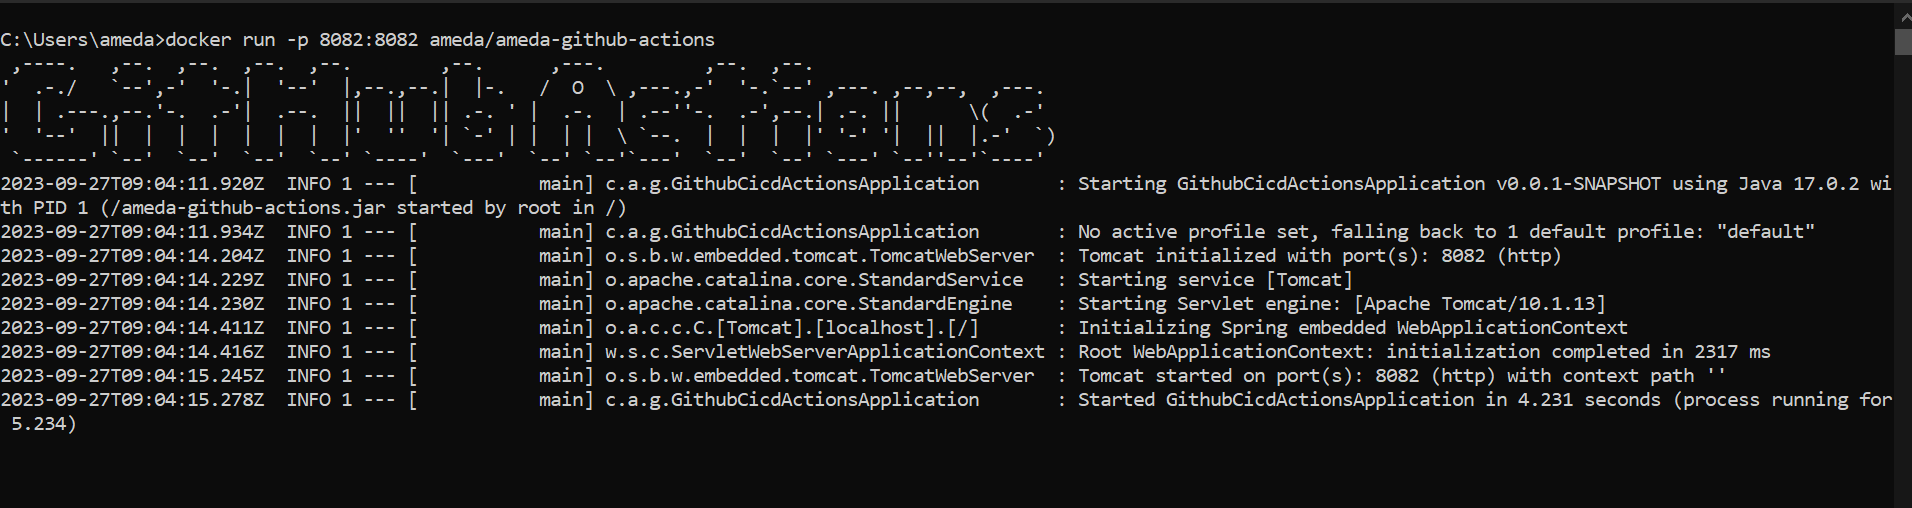 C:\Users\ameda>docker run -p 8082:8082 ameda/ameda-github-actions
GitHub Actions
2023-09-27T09:04:11.920Z  INFO 1 --- [           main] c.a.g.GithubCicdActionsApplication       : Starting GithubCicdActionsApplication v0.0.1-SNAPSHOT using Java 17.0.2 wi
th PID 1 (/ameda-github-actions.jar started by root in /)
2023-09-27T09:04:11.934Z  INFO 1 --- [           main] c.a.g.GithubCicdActionsApplication       : No active profile set, falling back to 1 default profile: "default"
2023-09-27T09:04:14.204Z  INFO 1 --- [           main] o.s.b.w.embedded.tomcat.TomcatWebServer  : Tomcat initialized with port(s): 8082 (http)
2023-09-27T09:04:14.229Z  INFO 1 --- [           main] o.apache.catalina.core.StandardService   : Starting service [Tomcat]
2023-09-27T09:04:14.230Z  INFO 1 --- [           main] o.apache.catalina.core.StandardEngine    : Starting Servlet engine: [Apache Tomcat/10.1.13]
2023-09-27T09:04:14.411Z  INFO 1 --- [           main] o.a.c.c.C.[Tomcat].[localhost].[/]       : Initializing Spring embedded WebApplicationContext
2023-09-27T09:04:14.416Z  INFO 1 --- [           main] w.s.c.ServletWebServerApplicationContext : Root WebApplicationContext: initialization completed in 2317 ms
2023-09-27T09:04:15.245Z  INFO 1 --- [           main] o.s.b.w.embedded.tomcat.TomcatWebServer  : Tomcat started on port(s): 8082 (http) with context path ''
2023-09-27T09:04:15.278Z  INFO 1 --- [           main] c.a.g.GithubCicdActionsApplication       : Started GithubCicdActionsApplication in 4.231 seconds (process running for
 5.234)